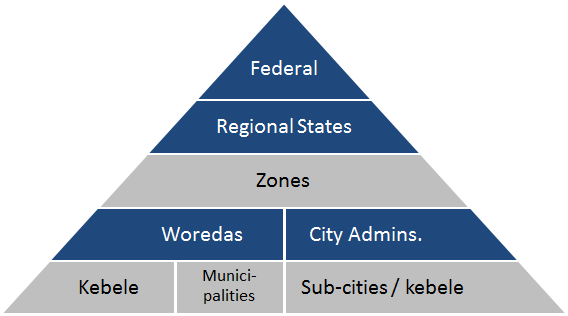 Federal
Regional States
Zones
Woredas
City Admins.
Kebele
Munici-
palities
Sub-cities / kebele